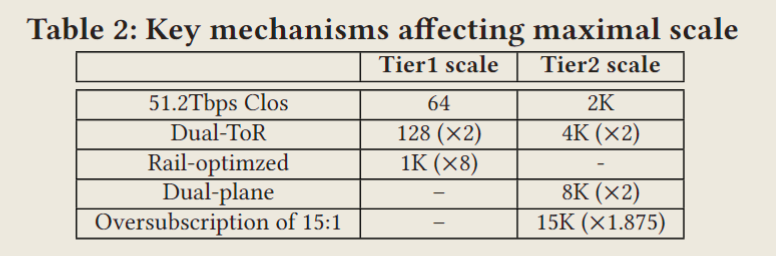 Table 2: Key mechanisms affecting maximal scale
Tier1 scale Tier2 scale
51.2Tbps Clos 64 2K
Dual-ToR 128 (×2) 4K (×2)
Rail-optimzed 1K (×8) -
Dual-plane – 8K (×2)
Oversubscription of 15:1 – 15K (×1.875)